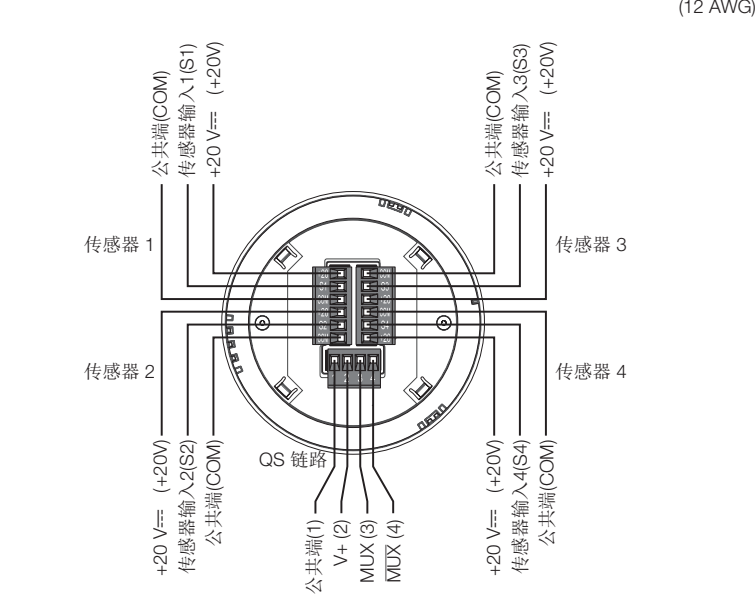 (12 AWG)
公共端(COM)
传感器输入1(S1)
+20 V⎓ (+20V)
公共端(COM)
传感器输入3(S3)
+20 V⎓ (+20V)
传感器 1
传感器 3
传感器 2
传感器 4
QS 链路
+20 V⎓ (+20V)
传感器输入2(S2)
公共端(COM)
公共端(1)
V+ (2)
MUX (3)
M̅U̅X̅ (4)
+20 V⎓ (+20V)
传感器输入4(S4)
公共端(COM)